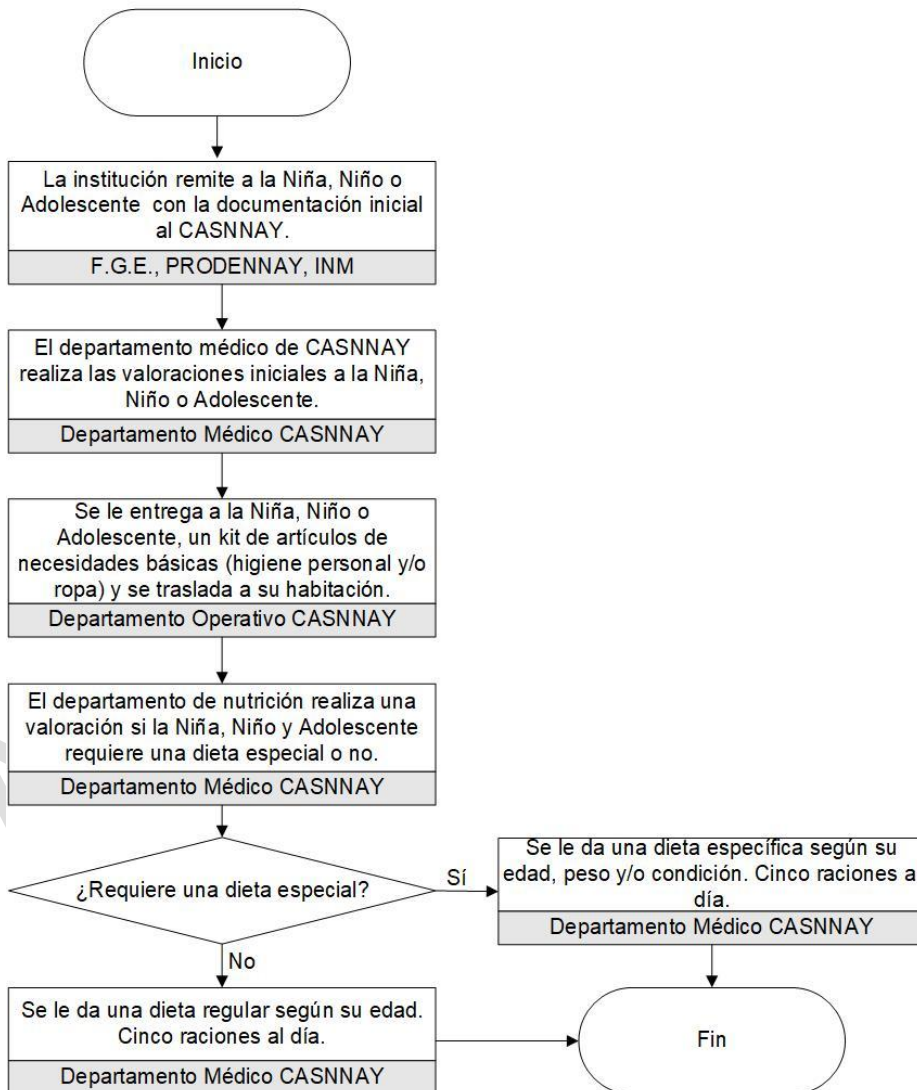 Inicio
La institución remite a la Niña, Niño o
Adolescente con la documentación inicial
al CASNNAY.
F.G.E., PRODENNAY, INM
El departamento médico de CASNNAY
realiza las valoraciones iniciales a la Niña,
Niño o Adolescente.
Departamento Médico CASNNAY
Se le entrega a la Niña, Niño o
Adolescente, un kit de artículos de
necesidades básicas (higiene personal y/o
ropa) y se traslada a su habitación.
Departamento Operativo CASNNAY
El departamento de nutrición realiza una
valoración si la Niña, Niño y Adolescente
requiere una dieta especial o no.
Departamento Médico CASNNAY
¿Requiere una dieta especial?
Sí
Se le da una dieta específica según su
edad, peso y/o condición. Cinco raciones a
día.
Departamento Médico CASNNAY
No
Se le da una dieta regular según su edad.
Cinco raciones al día.
Departamento Médico CASNNAY
Fin